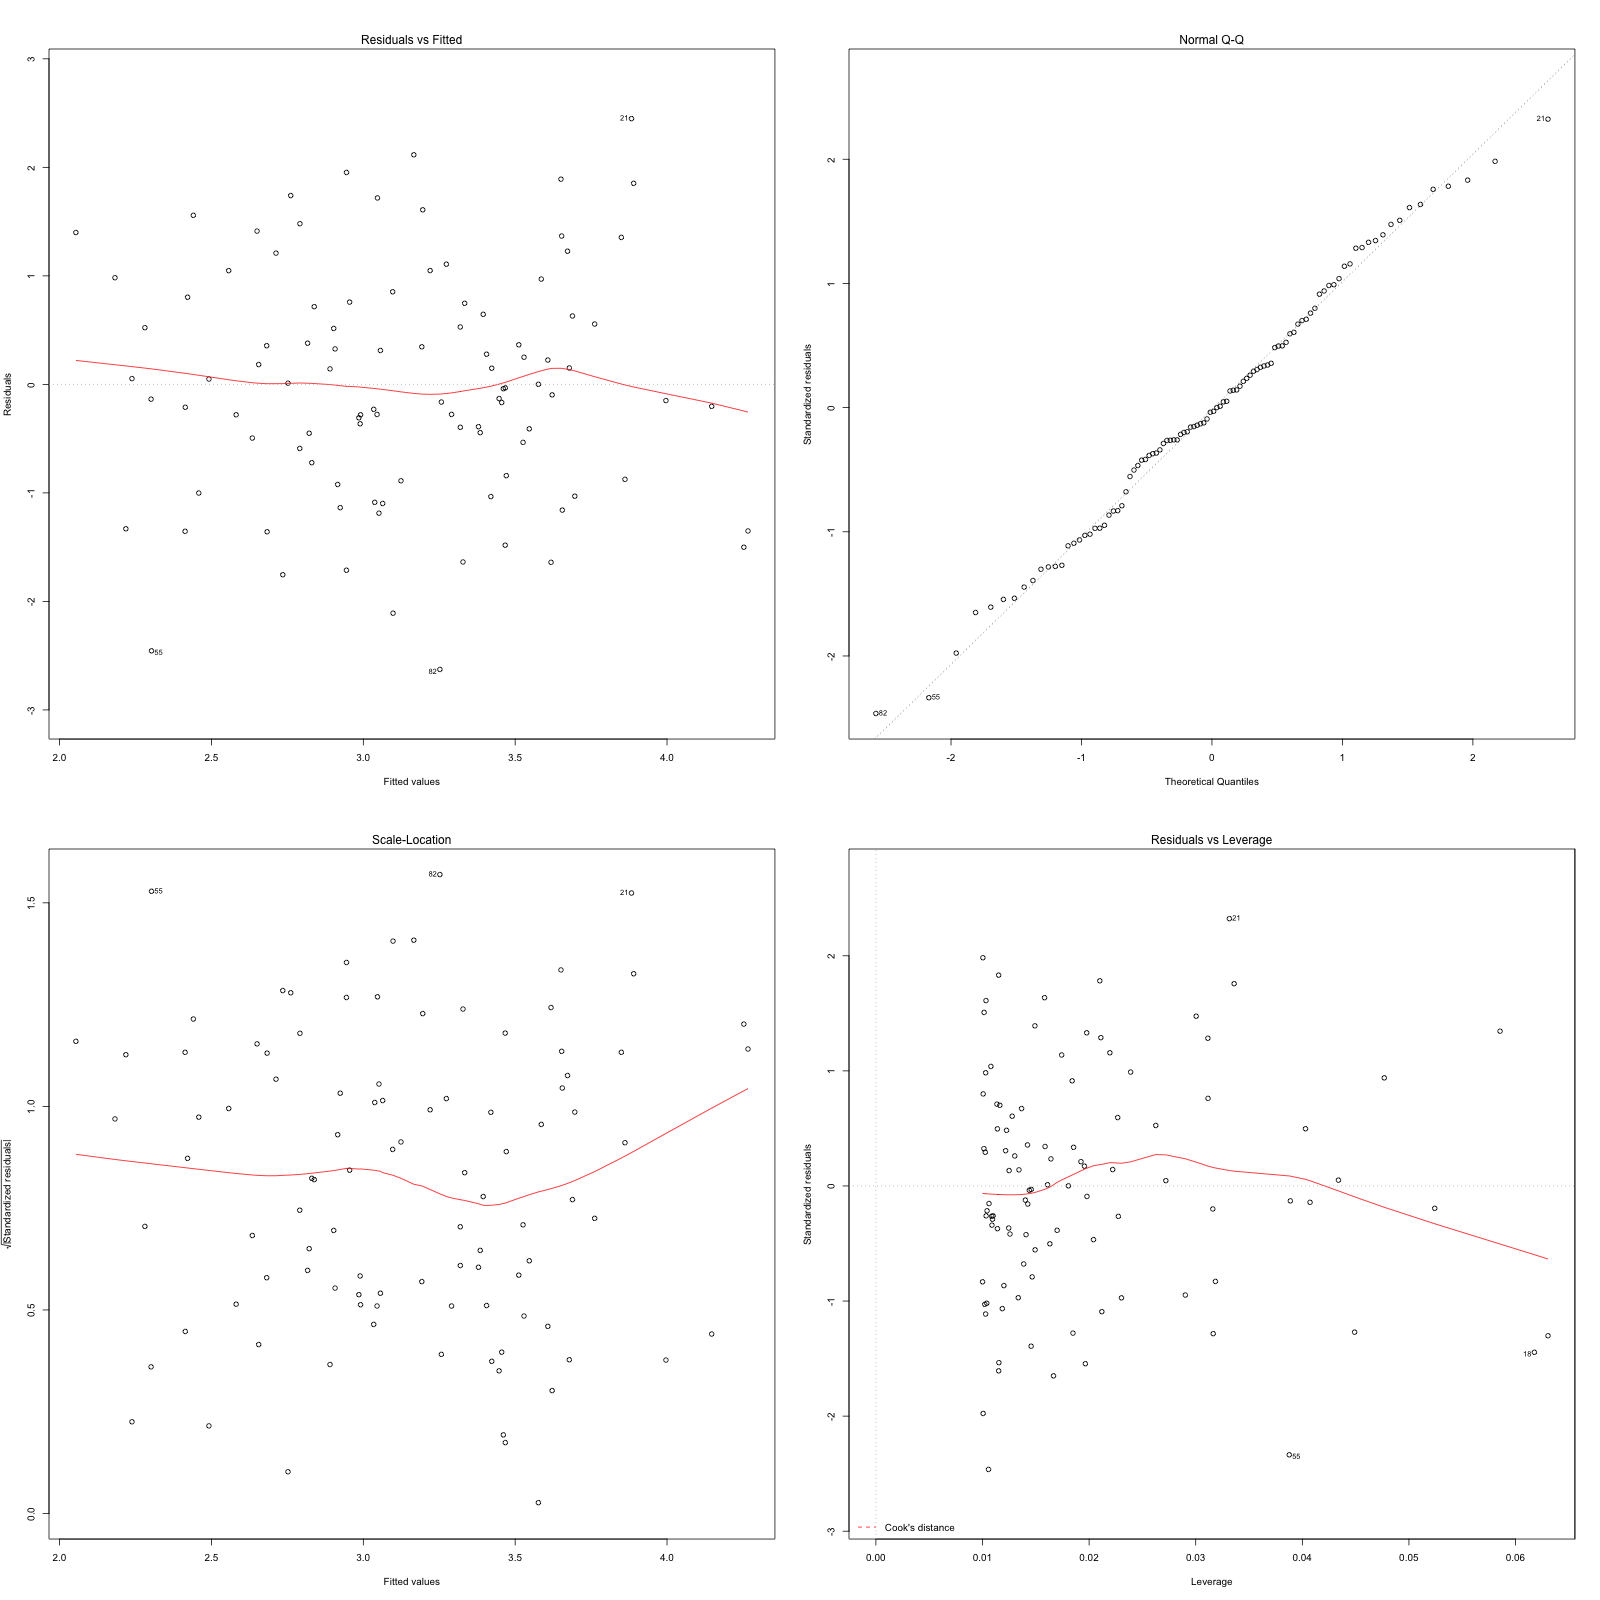 Residuals vs Fitted
3
2
1
0
-1
-2
-3
Residuals
21
55
82
2.0 2.5 3.0 3.5 4.0
Fitted values
Normal Q-Q
2
1
0
-1
-2
Standardized residuals
21
55
82
-2 -1 0 1 2
Theoretical Quantiles
Scale-Location
1.5
1.0
0.5
0.0
√|Standardized residuals|
55
82
21
2.0 2.5 3.0 3.5 4.0
Fitted values
Residuals vs Leverage
2
1
0
-1
-2
-3
Standardized residuals
21
18
55
Cook's distance
0.00 0.01 0.02 0.03 0.04 0.05 0.06
Leverage